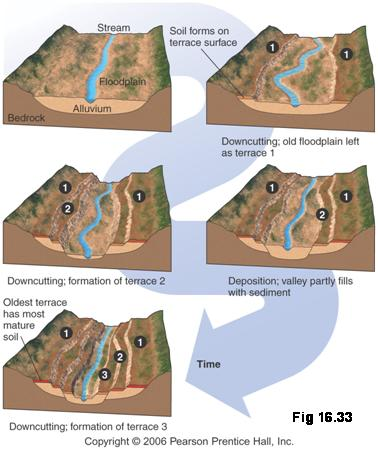 Stream
Floodplain
Alluvium
Bedrock
Soil forms on
terrace surface
1
1
Downcutting; old floodplain left
as terrace 1
1
2
1
Downcutting; formation of terrace 2
1
2
1
Deposition; valley partly fills
with sediment
Oldest terrace
has most
mature
soil
1
3
2
1
Downcutting; formation of terrace 3
Time
Fig 16.33
Copyright © 2006 Pearson Prentice Hall, Inc.